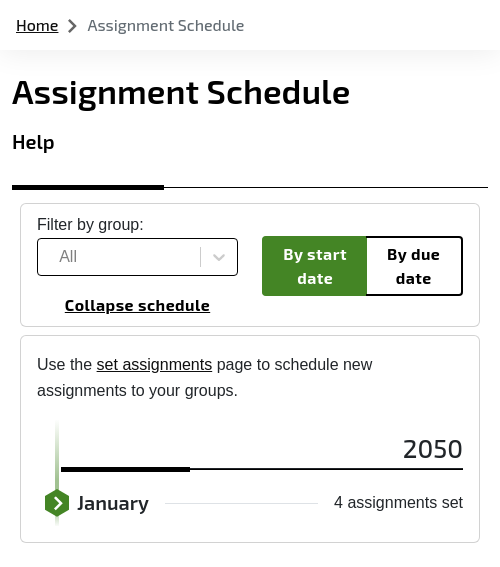 Home Assignment Schedule
Assignment Schedule
Help
Filter by group:
All
By start
date
By due
date
Collapse schedule
Use the set assignments page to schedule new
assignments to your groups.
2050
January 4 assignments set